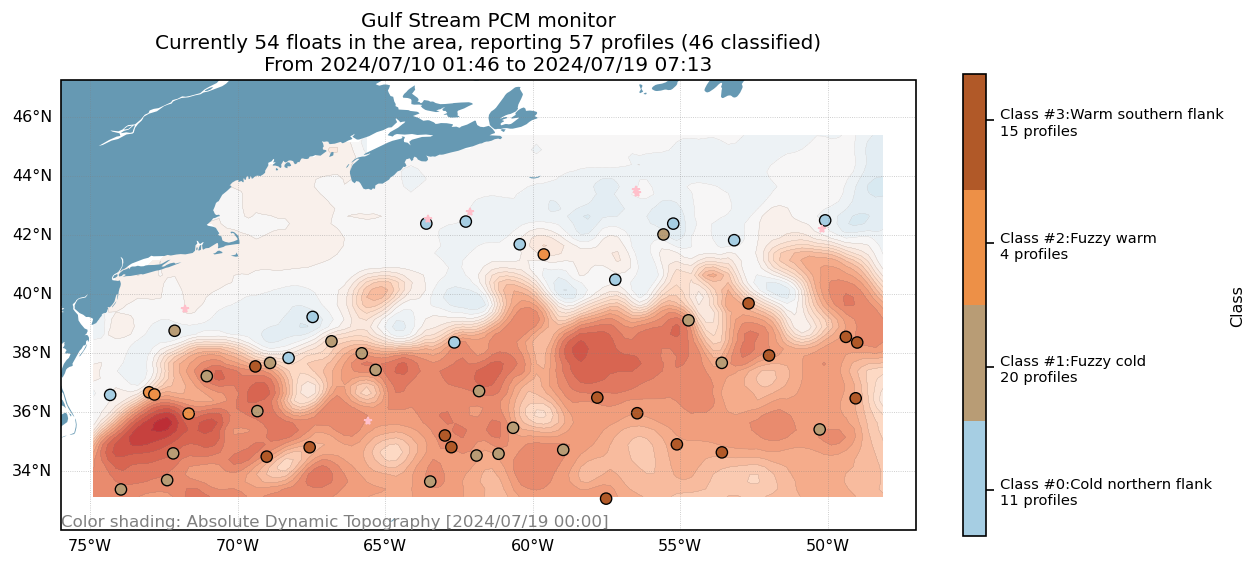 Gulf Stream PCM monitor
Currently 54 floats in the area, reporting 57 profiles (46 classified)
From 2024/07/10 01:46 to 2024/07/19 07:13
46°N
44°N
42°N
40°N
38°N
36°N
34°N
Color shading: Absolute Dynamic Topography [2024/07/19 00:00]
75°W
70°W
65°W
60°W
55°W
50°W
Class #3:Warm southern flank
15 profiles
Class #2:Fuzzy warm
4 profiles
Class #1:Fuzzy cold
20 profiles
Class #0:Cold northern flank
11 profiles
Class